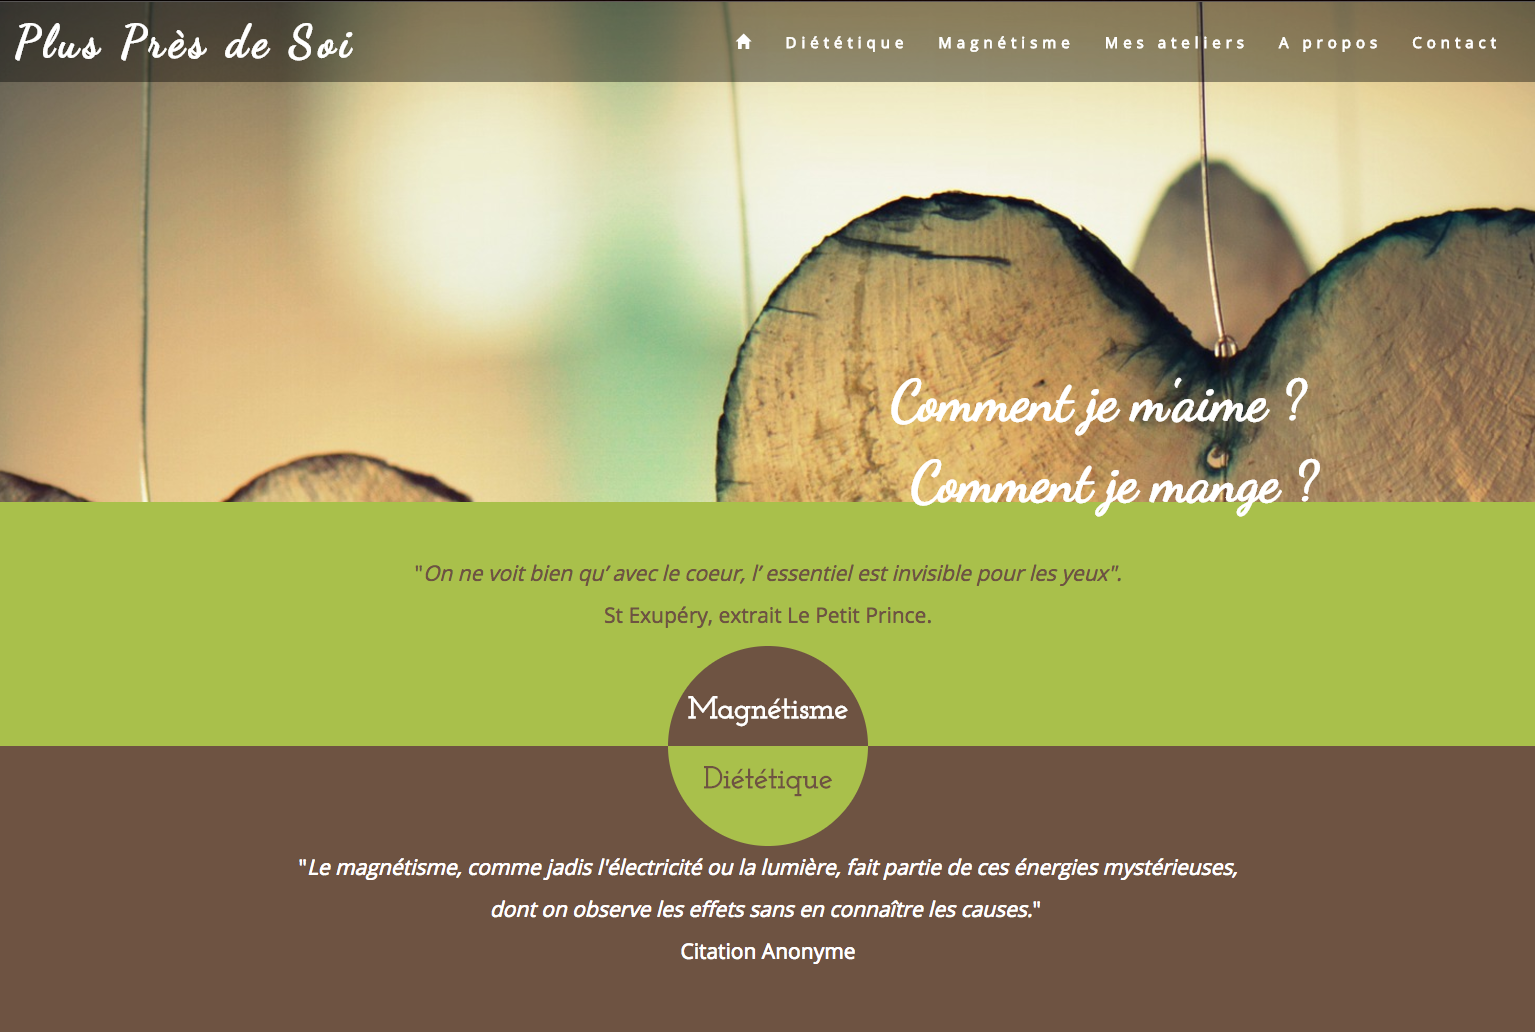 Plus Près de Soi
Diététique Magnétisme Mes ateliers A propos Contact
Comment je m'aime ?
Comment je mange ?
"On ne voit bien qu’ avec le coeur, l’ essentiel est invisible pour les yeux".
St Exupéry, extrait Le Petit Prince.
Magnétisme
Diététique
"Le magnétisme, comme jadis l'électricité ou la lumière, fait partie de ces énergies mystérieuses,
dont on observe les effets sans en connaître les causes."
Citation Anonyme